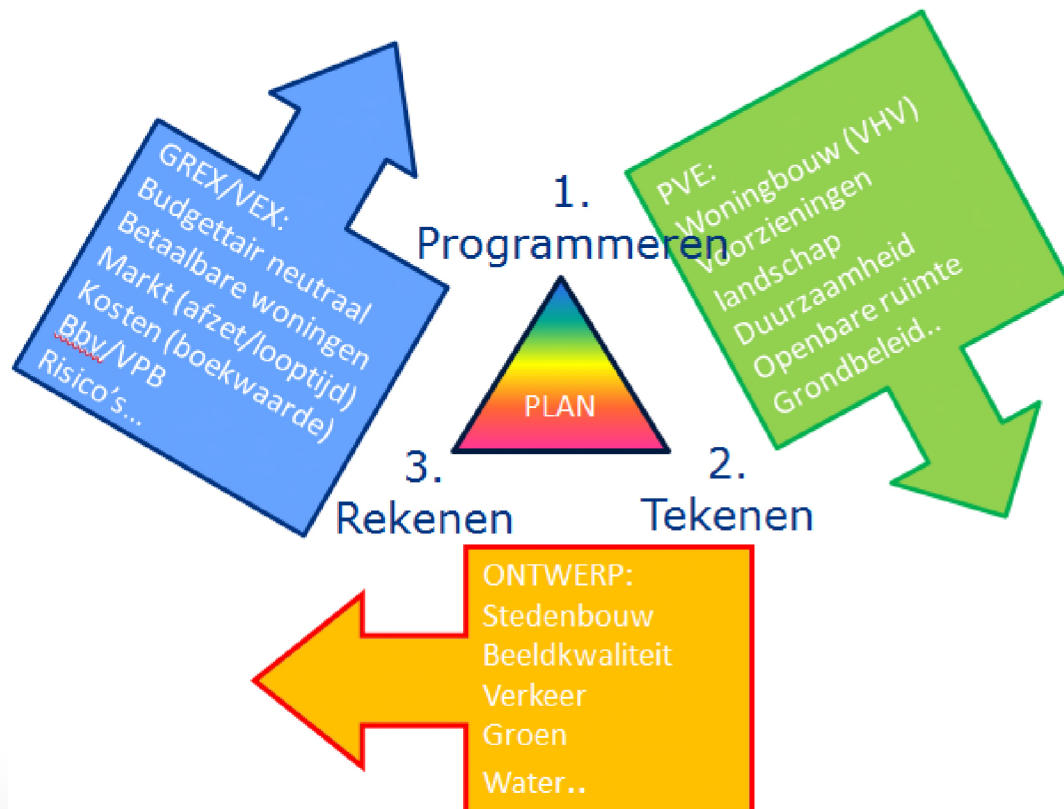 GREX/VEX:
Budgettair neutraal
Betaalbare woningen
Markt (afzet/looptijd)
Kosten (boekwaarde)
Bbv/VPB
Risico's...
1.
Programmeren
PVE:
Woningbouw (VHV)
Voorzieningen
landschap
Duurzaamheid
Openbare ruimte
Grondbeleid..
PLAN
3.
Rekenen
2.
Tekenen
ONTWERP:
Stedenbouw
Beeldkwaliteit
Verkeer
Groen
Water..